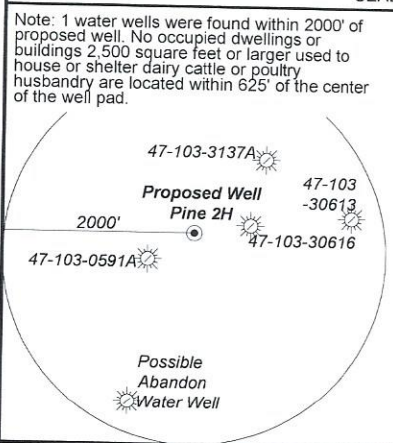 Note: 1 water wells were found within 2000' of
proposed well. No occupied dwellings or
buildings 2,500 square feet or larger used to
house or shelter dairy cattle or poultry
husbandry are located within 625' of the center
of the well pad.
47-103-3137A
Proposed Well
Pine 2H
47-103
-30613
2000'
47-103-30616
47-103-0591A
Possible
Abandon
Water Well